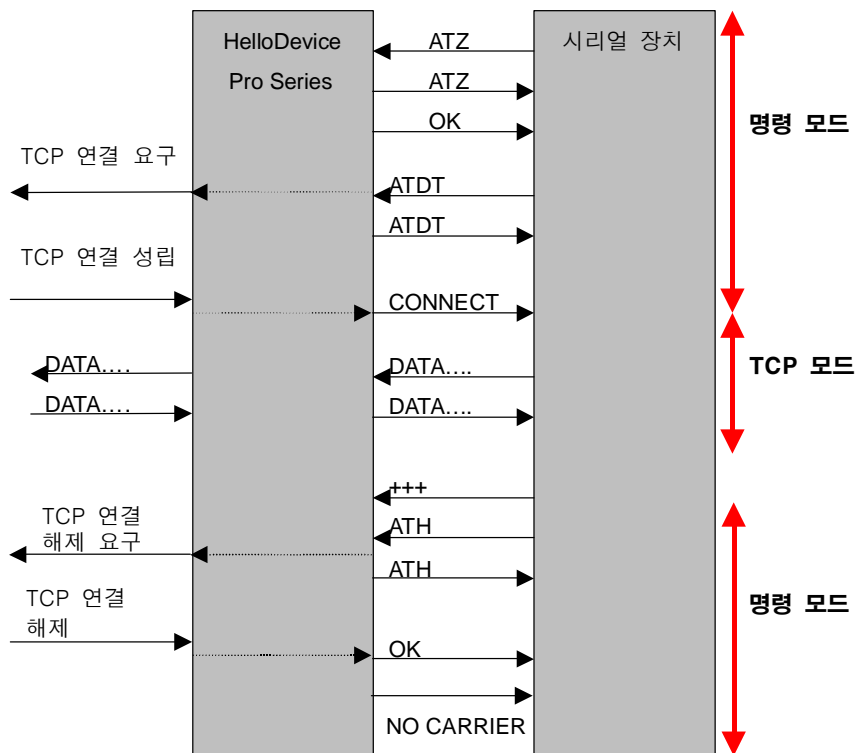 HelloDevice
Pro Series
시리얼 장치
ATZ
ATZ
OK
명령 모드
TCP 연결 요구
ATDT
ATDT
TCP 연결 성립
CONNECT
DATA....
DATA....
TCP 모드
DATA....
DATA....
+++
TCP 연결
해제 요구
ATH
ATH
TCP 연결
해제
명령 모드
OK
NO CARRIER